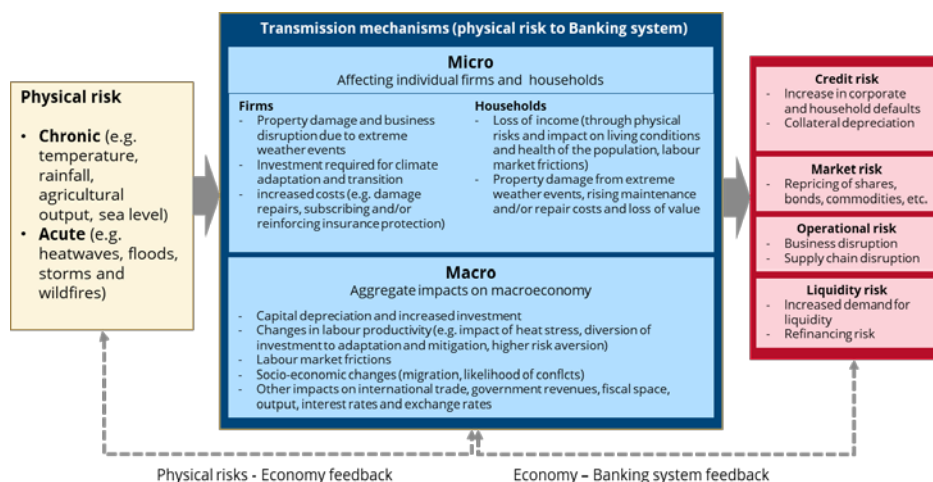 Transmission mechanisms (physical risk to Banking system)
Physical risk
• Chronic (e.g.
temperature,
rainfall,
agricultural
output, sea level)
• Acute (e.g.
heatwaves, floods,
storms and
wildfires)
Micro
Affecting individual firms and households
Firms
- Property damage and business
disruption due to extreme
weather events
- Investment required for climate
adaptation and transition
- increased costs (e.g. damage
repairs, subscribing and/or
reinforcing insurance protection)
Households
- Loss of income (through physical
risks and impact on living conditions
and health of the population, labour
market frictions)
- Property damage from extreme
weather events, rising maintenance
and/or repair costs and loss of value
Macro
Aggregate impacts on macroeconomy
- Capital depreciation and increased investment
- Changes in labour productivity (e.g. impact of heat stress, diversion of
investment to adaptation and mitigation, higher risk aversion)
- Labour market frictions
- Socio-economic changes (migration, likelihood of conflcts)
- Other impacts on international trade, government revenues, fiscal space,
output, interest rates and exchange rates
Credit risk
- Increase in corporate
and household defaults
- Collateral depreciation
Market risk
- Repricing of shares,
bonds, commodities, etc.
Operational risk
- Business disruption
- Supply chain disruption
Liquidity risk
- Increased demand for
liquidity
- Refinancing risk
Physical risks - Economy feedback
Economy – Banking system feedback